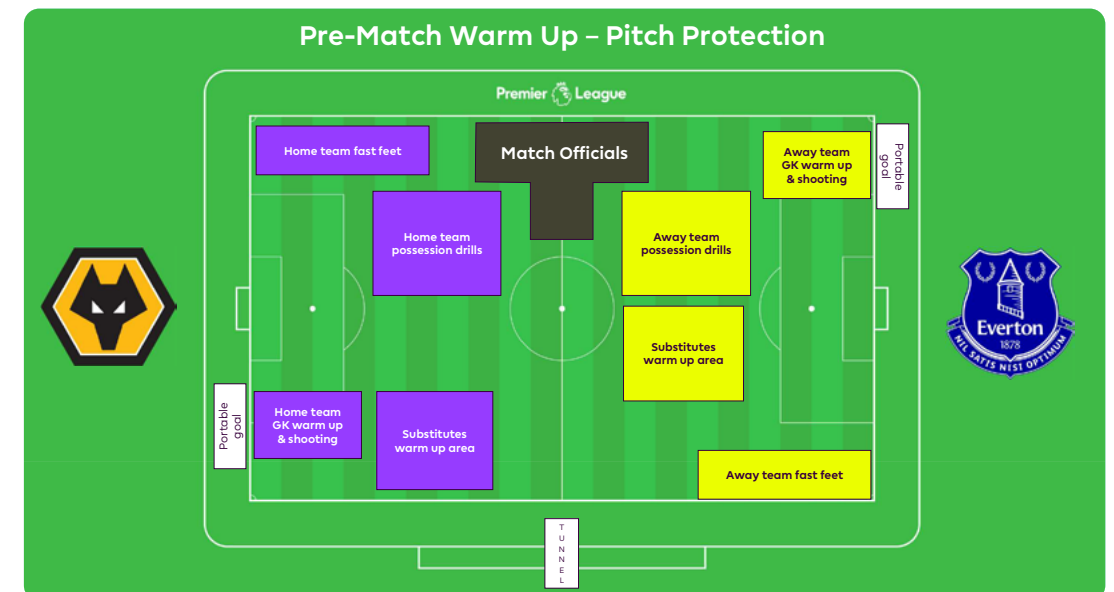 Pre-Match Warm Up – Pitch Protection
Premier League
Home team fast feet
Match Officials
Away team
GK warm up
& shooting
Portable
goal
Home team
possession drills
Away team
possession drills
Everton
1878
NIL SATIS NISI OPTIMUM
Substitutes
warm up area
Portable
goal
Home team
GK warm up
& shooting
Substitutes
warm up area
Away team fast feet
TUNNEL